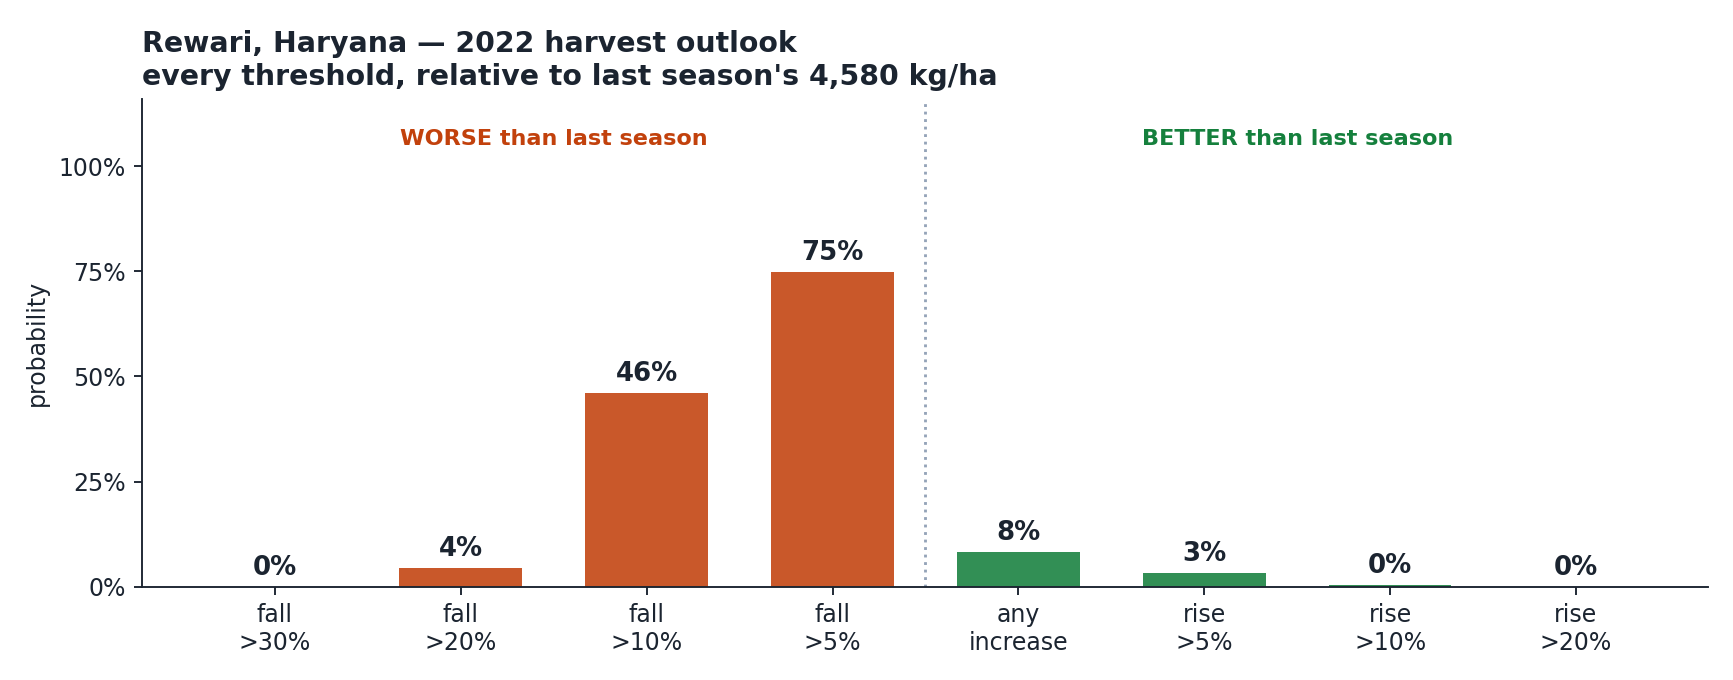 Rewari, Haryana — 2022 harvest outlook
every threshold, relative to last season's 4,580 kg/ha
WORSE than last season
BETTER than last season
probability
100%
75%
50%
25%
0%
0%
4%
46%
75%
8%
3%
0%
0%
fall
>30%
fall
>20%
fall
>10%
fall
>5%
any
increase
rise
>5%
rise
>10%
rise
>20%